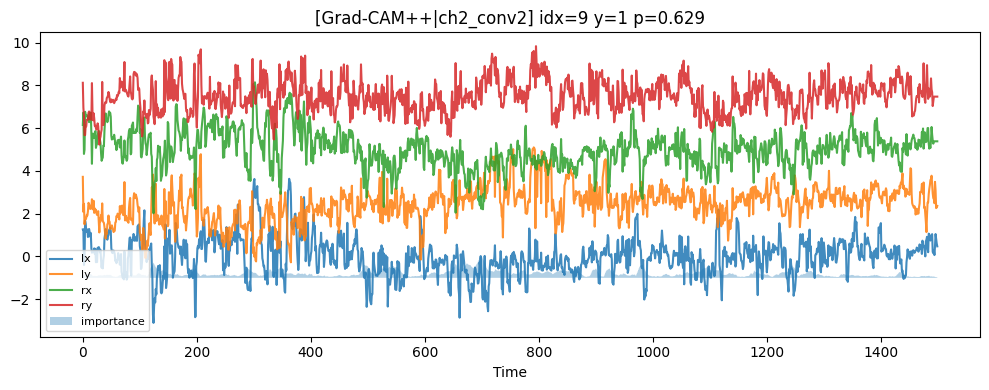 [Grad-CAM++|ch2_conv2] idx=9 y=1 p=0.629
10
8
6
4
2
0
−2
lx
ly
rx
ry
importance
0
200
400
600
800
1000
1200
1400
Time